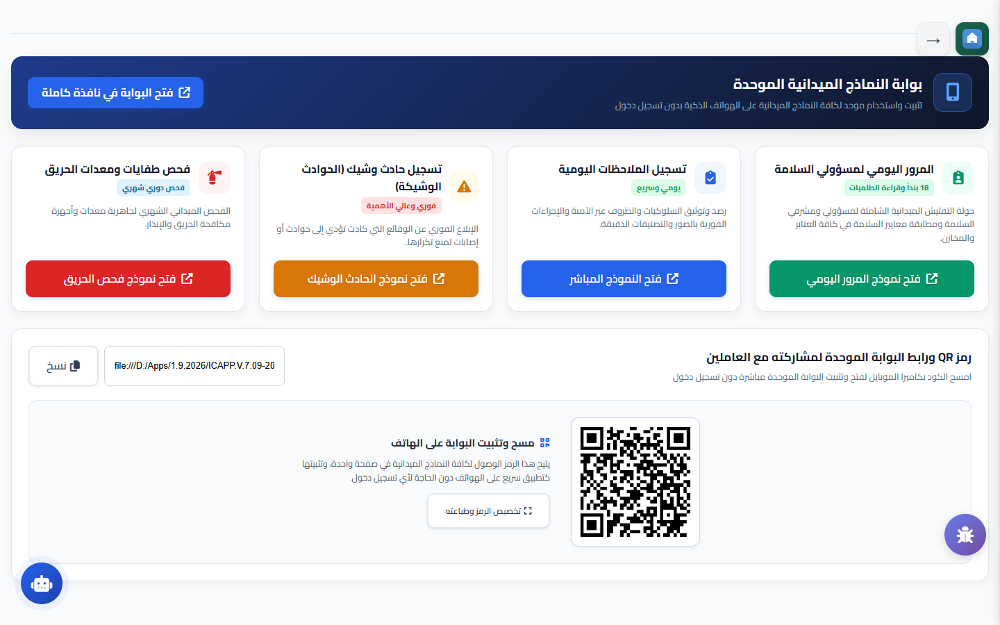 →
بوابة النماذج الميدانية الموحدة
تثبيت واستخدام موحد لكافة النماذج الميدانية على الهواتف الذكية بدون تسجيل دخول
فتح البوابة في نافذة كاملة
المرور اليومي لمسؤولي السلامة
18 بنداً وقراءة الطلمبات
جولة التفتيش الميدانية الشاملة لمسؤولي ومشرفي
السلامة ومطابقة معايير السلامة في كافة العنابر
والمخازن.
فتح نموذج المرور اليومي
تسجيل الملاحظات اليومية
يومي وسريع
رصد وتوثيق السلوكيات والظروف غير الآمنة والإجراءات
الفورية بالصور والتصنيفات الدقيقة.
فتح النموذج المباشر
تسجيل حادث وشيك (الحوادث
الوشيكة)
فوري وعالي الأهمية
الإبلاغ الفوري عن الوقائع التي كادت تؤدي إلى حوادث أو
إصابات لمنع تكرارها.
فتح نموذج الحادث الوشيك
فحص طفايات ومعدات الحريق
فحص دوري شهري
الفحص الميداني الشهري لجاهزية معدات وأجهزة
مكافحة الحريق والإنذار.
فتح نموذج فحص الحريق
رمز QR ورابط البوابة الموحدة لمشاركته مع العاملين
امسح الكود بكاميرا الموبايل لفتح وتثبيت البوابة الموحدة مباشرة دون تسجيل دخول
file:///D:/Apps/1.9.2026/ICAPP.V.7.09-20
نسخ
مسح وتثبيت البوابة على الهاتف
يتيح هذا الرمز الوصول لكافة النماذج الميدانية في صفحة واحدة، وتثبيتها
كتطبيق سريع على الهواتف دون الحاجة لأي تسجيل دخول.
تخصيص الرمز وطباعته